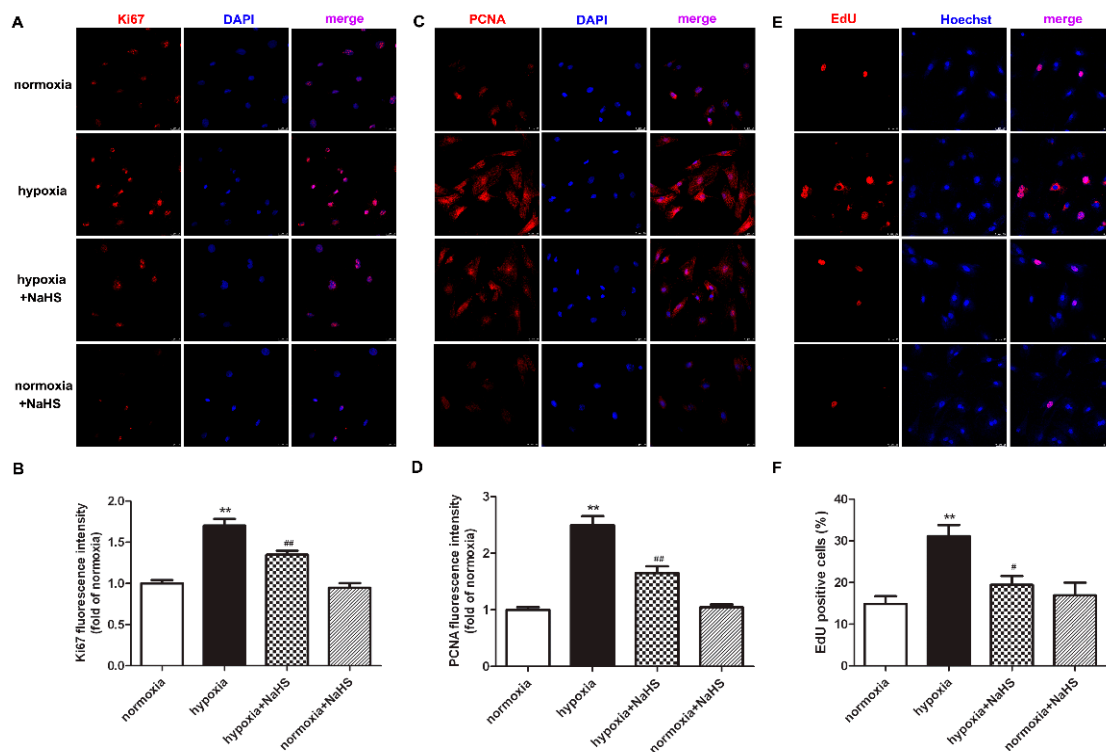 A Ki67 DAPI merge C PCNA DAPI merge E EdU Hoechst merge
normoxia
hypoxia
hypoxia
+NaHS
normoxia
+NaHS
B
Ki67 fluorescence intensity
(fold of normoxia)
2.0
1.5
1.0
0.5
0.0
**
##
normoxia
hypoxia
hypoxia+NaHS
normoxia+NaHS
D
PCNA fluorescence intensity
(fold of normoxia)
3
2
1
0
**
##
normoxia
hypoxia
hypoxia+NaHS
normoxia+NaHS
F
EdU positive cells (%)
40
30
20
10
0
**
#
normoxia
hypoxia
hypoxia+NaHS
normoxia+NaHS